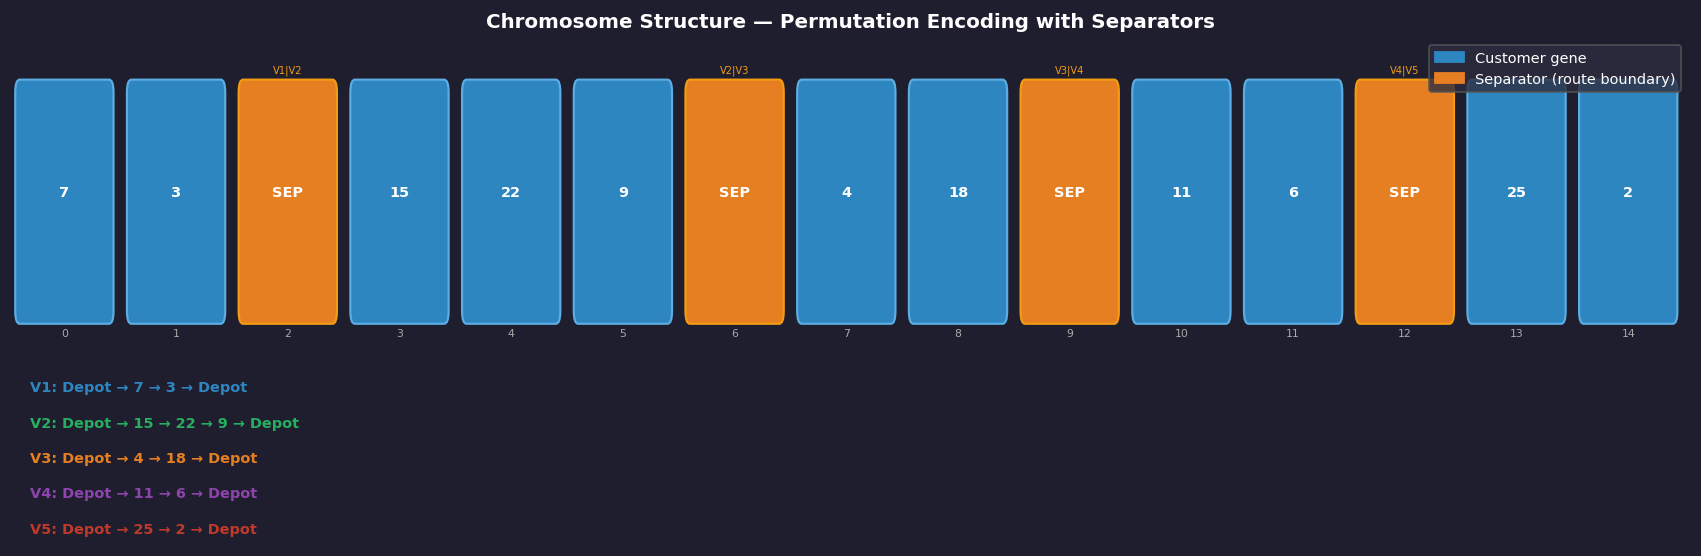 Chromosome Structure — Permutation Encoding with Separators
V1|V2 V2|V3 V3|V4 V4|V5
Customer gene
Separator (route boundary)
7 3 SEP 15 22 9 SEP 4 18 SEP 11 6 SEP 25 2
0 1 2 3 4 5 6 7 8 9 10 11 12 13 14
V1: Depot → 7 → 3 → Depot
V2: Depot → 15 → 22 → 9 → Depot
V3: Depot → 4 → 18 → Depot
V4: Depot → 11 → 6 → Depot
V5: Depot → 25 → 2 → Depot